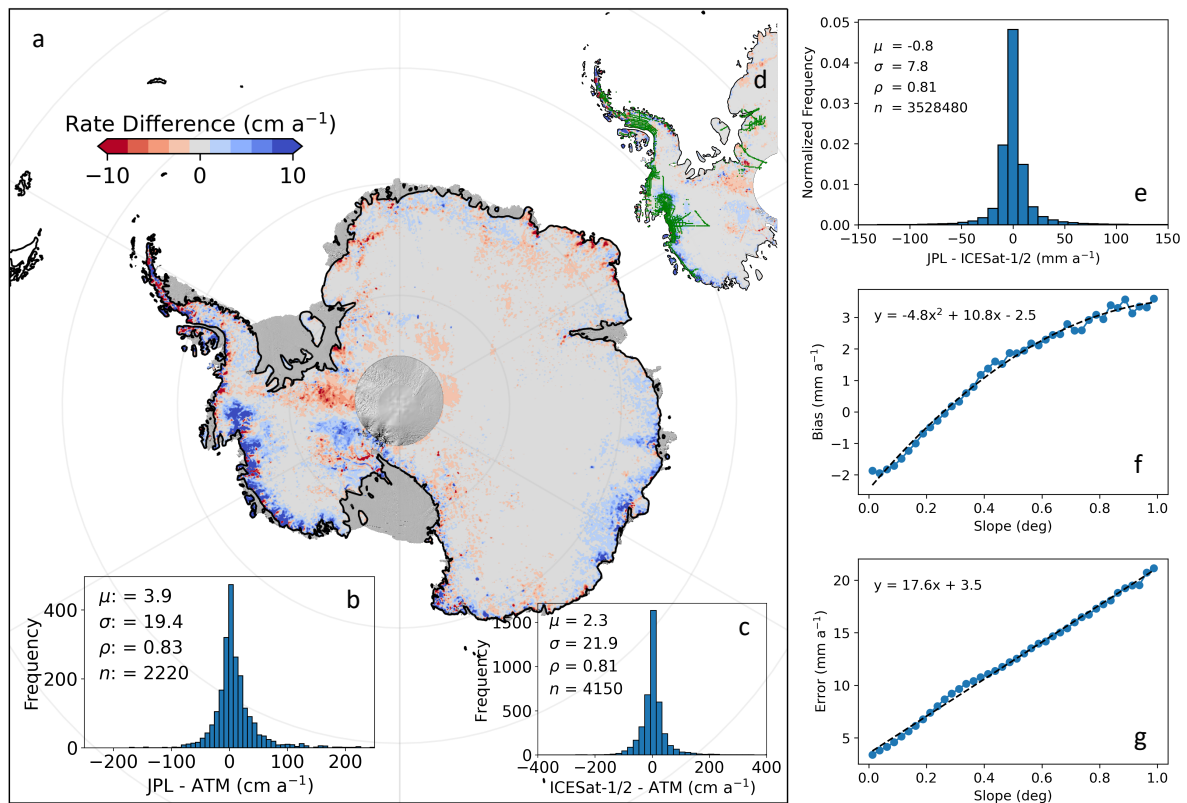 a
Rate Difference (cm a⁻¹)
−10 0 10
d
b
μ: = 3.9
σ: = 19.4
ρ: = 0.83
n: = 2220
Frequency
400
200
0
−200 −100 0 100 200
JPL - ATM (cm a⁻¹)
c
μ = 2.3
σ = 21.9
ρ = 0.81
n = 4150
Frequency
1500
1000
500
0
−400 −200 0 200 400
ICESat-1/2 - ATM (cm a⁻¹)
e
μ = -0.8
σ = 7.8
ρ = 0.81
n = 3528480
Normalized Frequency
0.05
0.04
0.03
0.02
0.01
0.00
−150 −100 −50 0 50 100 150
JPL - ICESat-1/2 (mm a⁻¹)
f
y = -4.8x² + 10.8x - 2.5
Bias (mm a⁻¹)
3
2
1
0
−1
−2
0.0 0.2 0.4 0.6 0.8 1.0
Slope (deg)
g
y = 17.6x + 3.5
Error (mm a⁻¹)
20
15
10
5
0.0 0.2 0.4 0.6 0.8 1.0
Slope (deg)